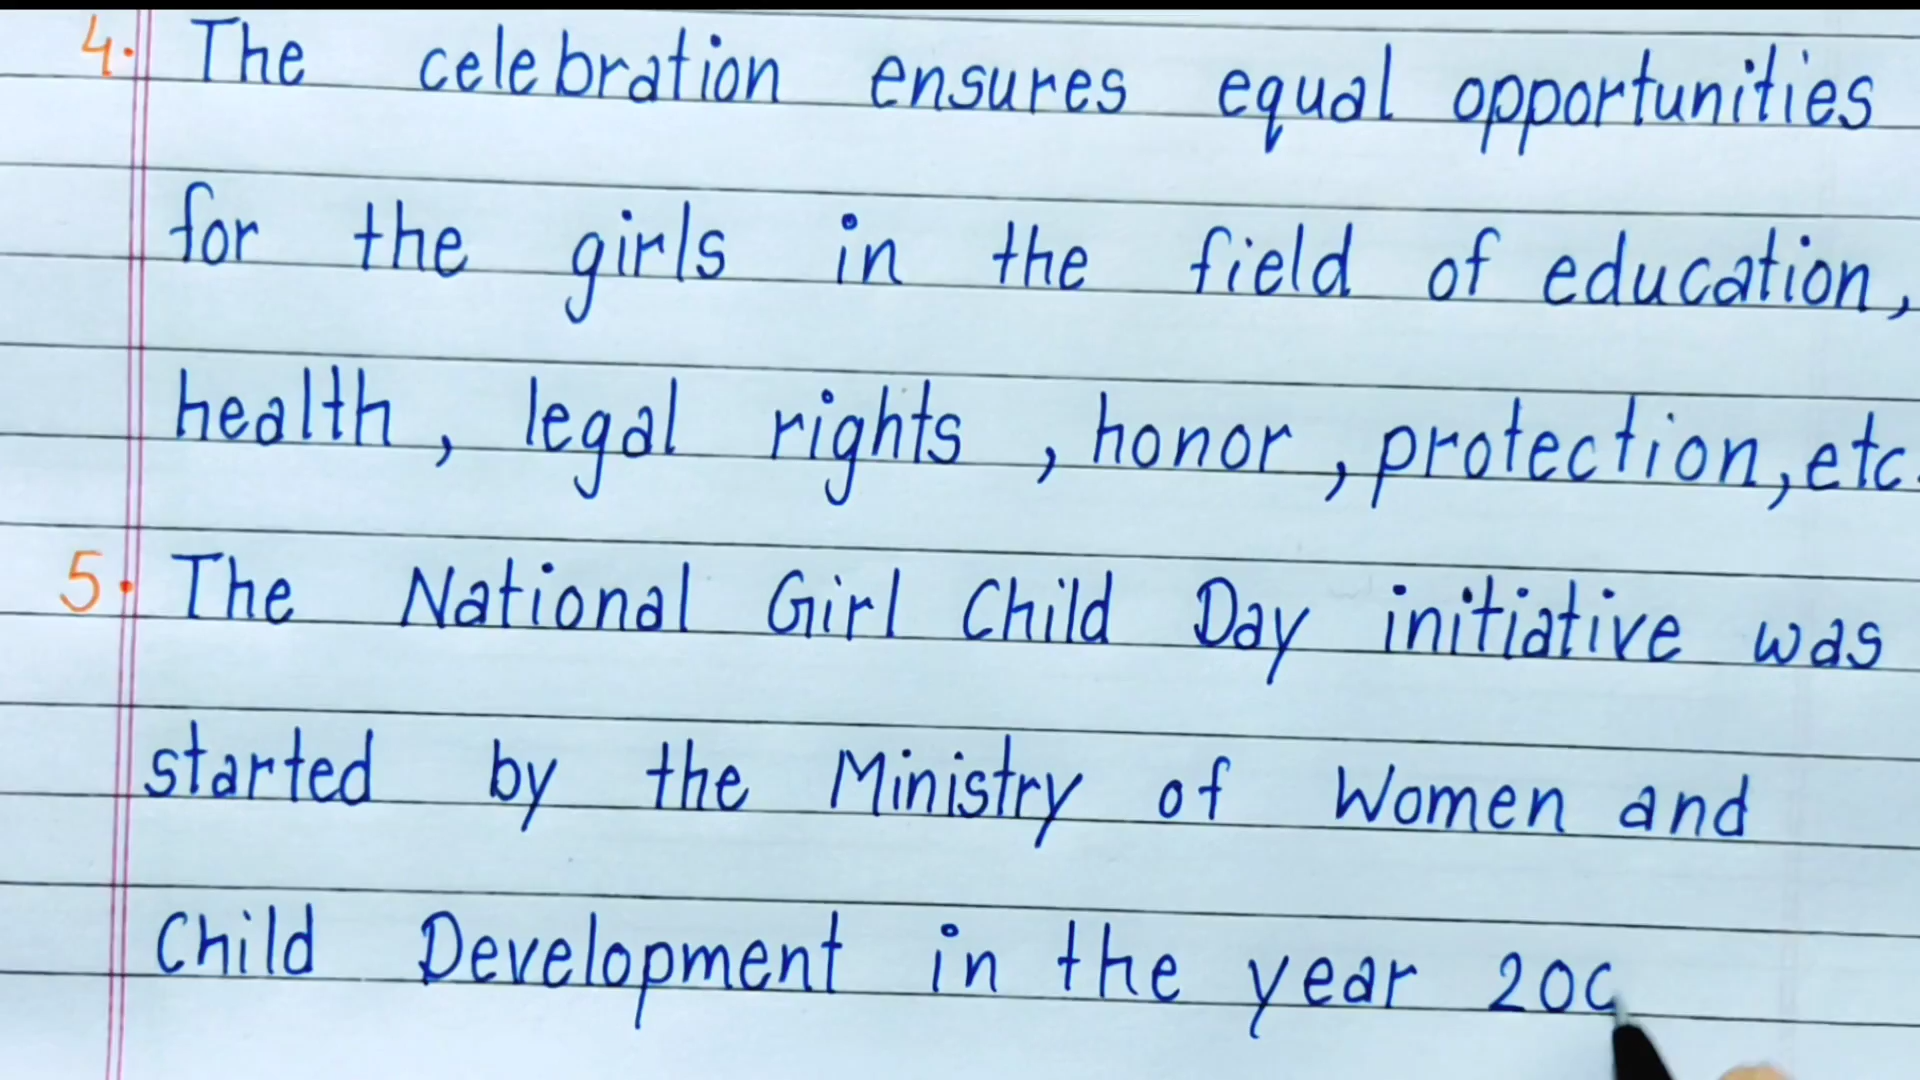 4. The celebration ensures equal opportunities
for the girls in the field of education,
health, legal rights, honor, protection, etc.
5. The National Girl Child Day initiative was
started by the Ministry of Women and
Child Development in the year